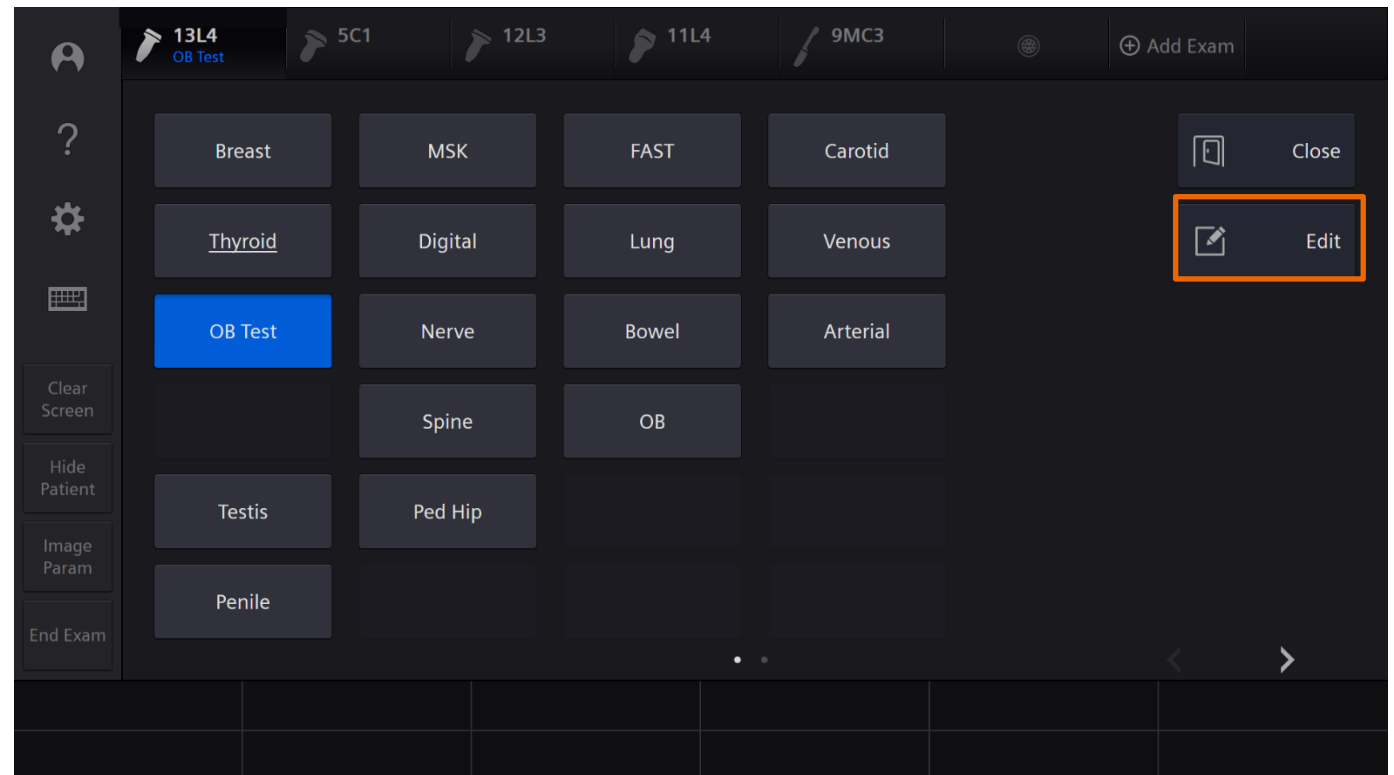 13L4
OB Test
5C1
12L3
11L4
9MC3
Add Exam
Breast
MSK
FAST
Carotid
Close
Thyroid
Digital
Lung
Venous
Edit
OB Test
Nerve
Bowel
Arterial
Clear
Screen
Spine
OB
Hide
Patient
Testis
Ped Hip
Image
Param
Penile
End Exam